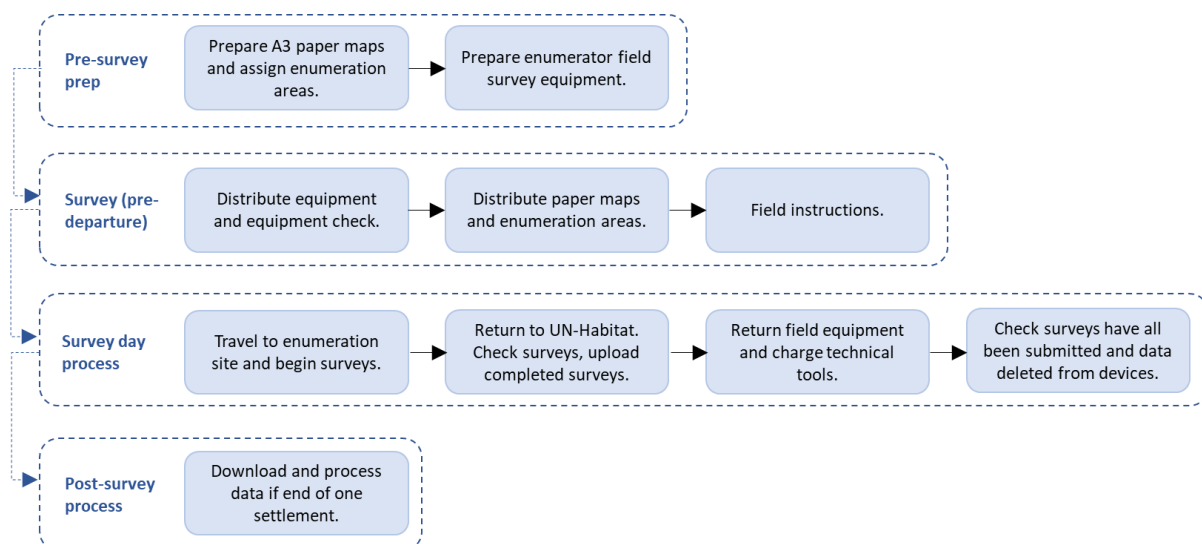 Pre-survey
prep
Prepare A3 paper maps
and assign enumeration
areas.
Prepare enumerator field
survey equipment.
Survey (pre-
departure)
Distribute equipment
and equipment check.
Distribute paper maps
and enumeration areas.
Field instructions.
Survey day
process
Travel to enumeration
site and begin surveys.
Return to UN-Habitat.
Check surveys, upload
completed surveys.
Return field equipment
and charge technical
tools.
Check surveys have all
been submitted and data
deleted from devices.
Post-survey
process
Download and process
data if end of one
settlement.